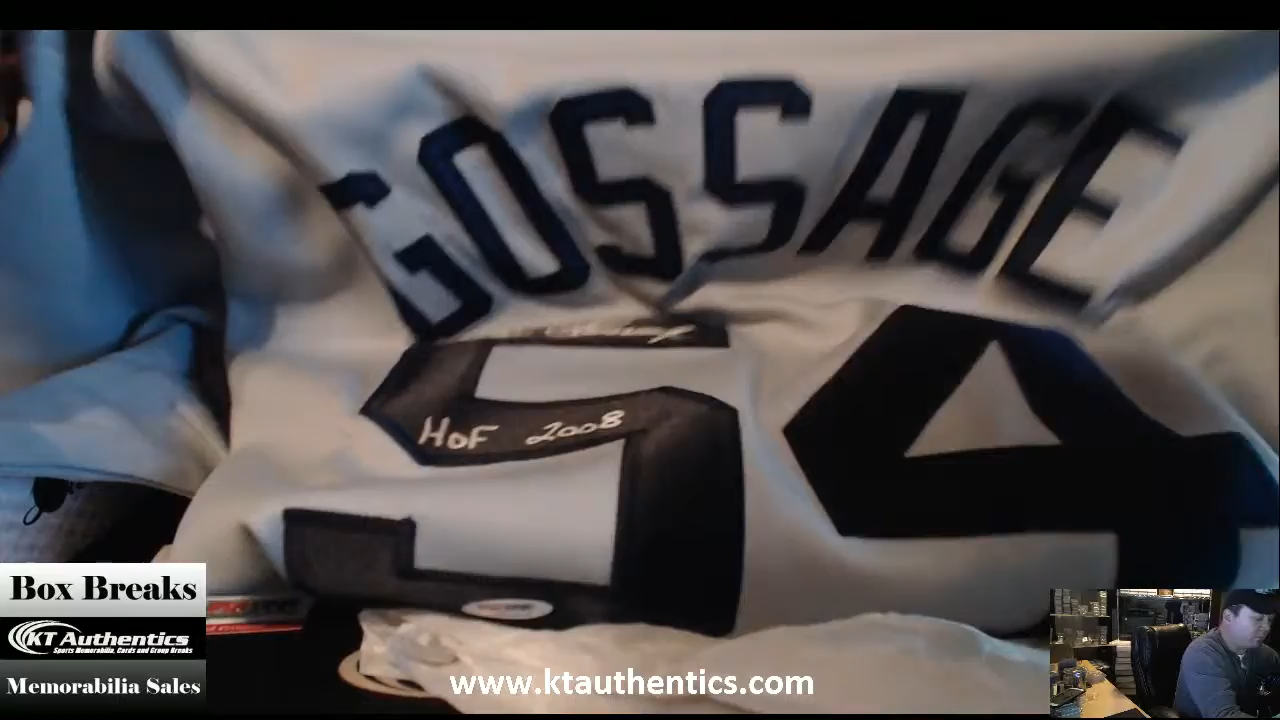 GOSSAGE
54
HOF 2008
Box Breaks
KT Authentics
Sports Memorabilia, Cards and Group Breaks
Memorabilia Sales
www.ktauthentics.com